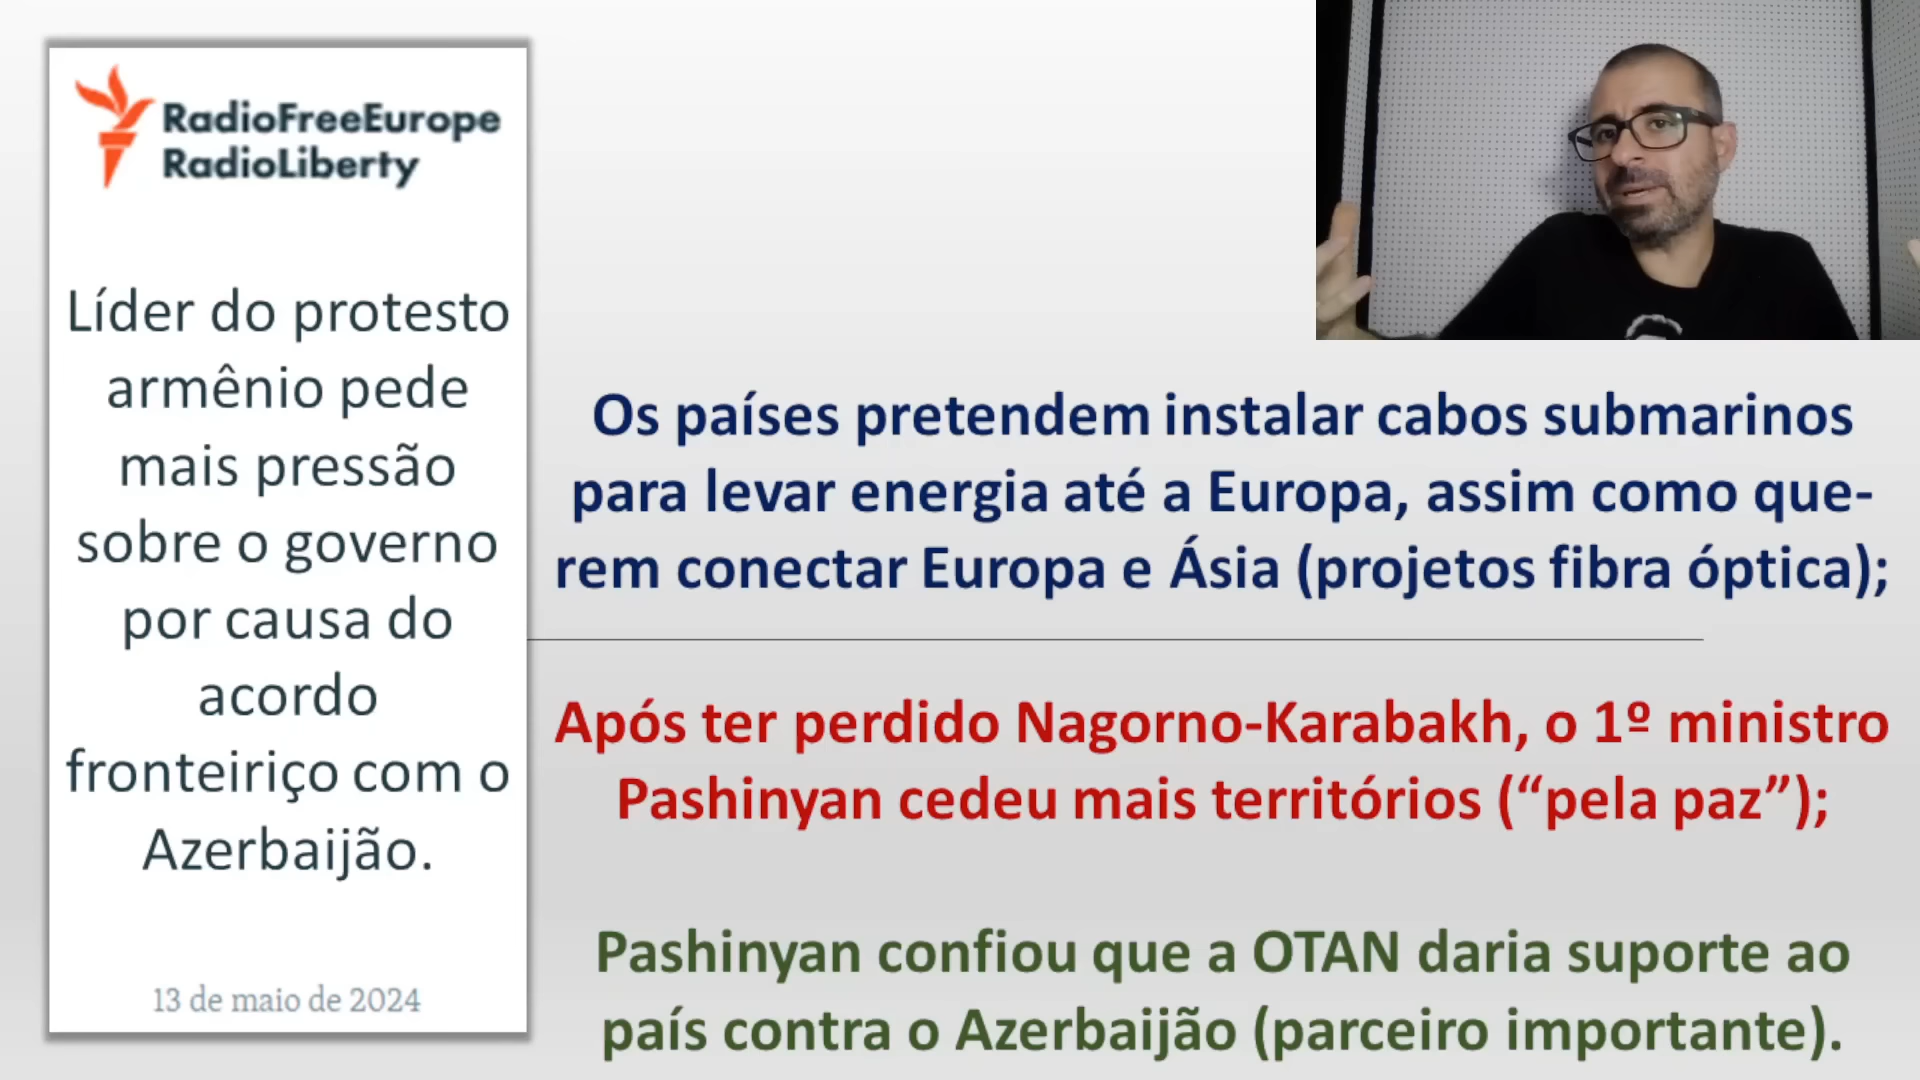 RadioFreeEurope
RadioLiberty
Líder do protesto
armênio pede
mais pressão
sobre o governo
por causa do
acordo
fronteiriço com o
Azerbaijão.
13 de maio de 2024
Os países pretendem instalar cabos submarinos
para levar energia até a Europa, assim como que-
rem conectar Europa e Ásia (projetos fibra óptica);
Após ter perdido Nagorno-Karabakh, o 1º ministro
Pashinyan cedeu mais territórios (“pela paz”);
Pashinyan confiou que a OTAN daria suporte ao
país contra o Azerbaijão (parceiro importante).